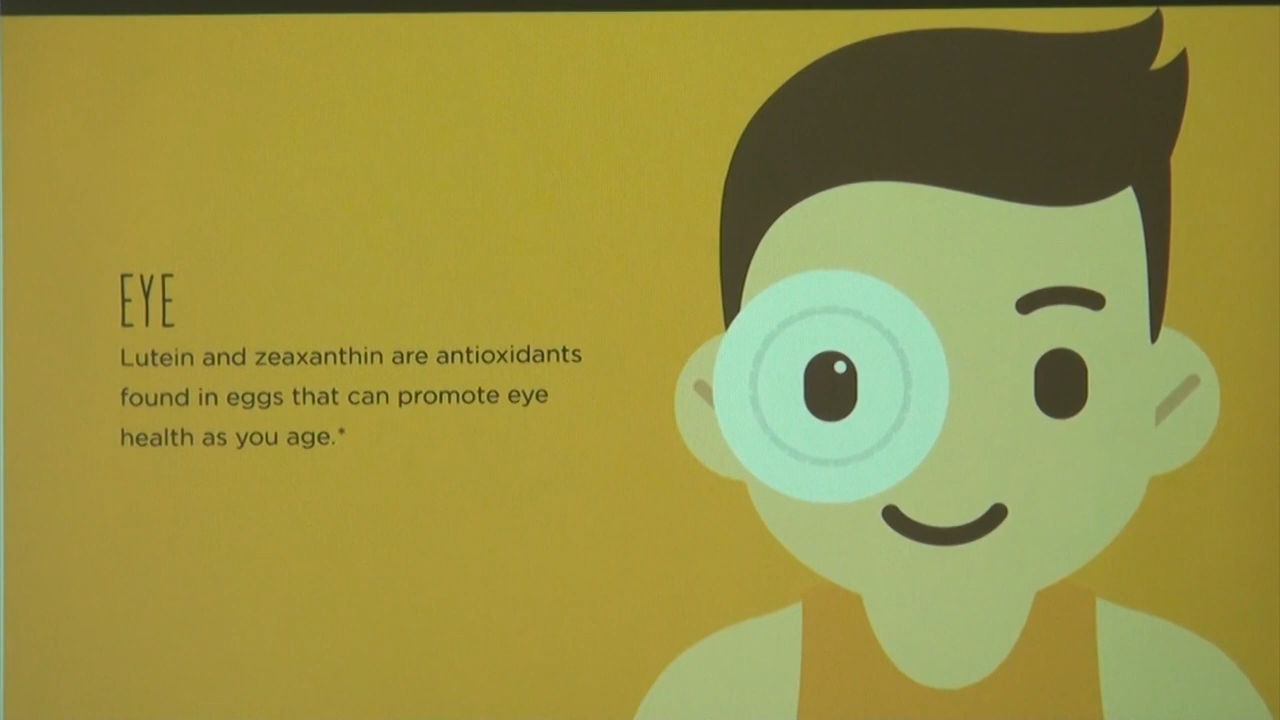 EYE
Lutein and zeaxanthin are antioxidants
found in eggs that can promote eye
health as you age.*